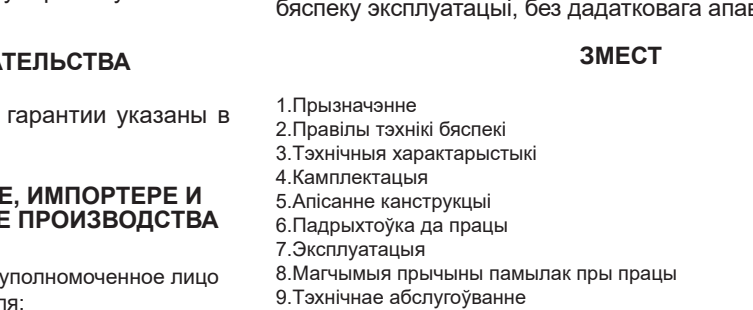 АТЕЛЬСТВА
гарантии указаны в
Е, ИМПОРТЕРЕ И
Е ПРОИЗВОДСТВА
уполномоченное лицо
ля:
бяспеку эксплуатацыі, без дадатковага апав
ЗМЕСТ
1.Прызначэнне
2.Правілы тэхнікі бяспекі
3.Тэхнічныя характарыстыкі
4.Камплектацыя
5.Апісанне канструкцыі
6.Падрыхтоўка да працы
7.Эксплуатацыя
8.Магчымыя прычыны памылак пры працы
9.Тэхнічнае абслугоўванне